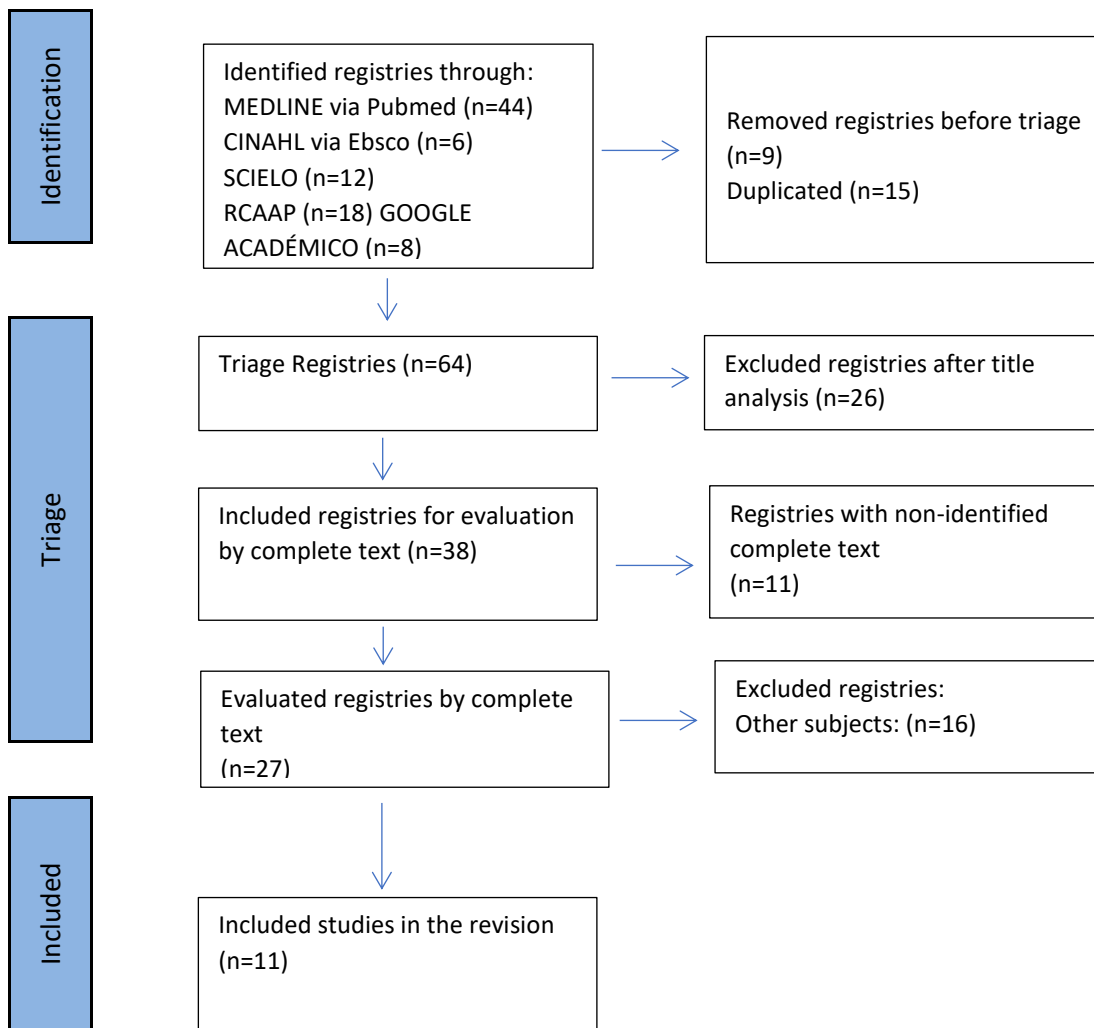 Identification
Identified registries through:
MEDLINE via Pubmed (n=44)
CINAHL via Ebsco (n=6)
SCIELO (n=12)
RCAAP (n=18) GOOGLE
ACADÉMICO (n=8)
Removed registries before triage
(n=9)
Duplicated (n=15)
Triage
Triage Registries (n=64)
Excluded registries after title
analysis (n=26)
Included registries for evaluation
by complete text (n=38)
Registries with non-identified
complete text
(n=11)
Evaluated registries by complete
text
(n=27)
Excluded registries:
Other subjects: (n=16)
Included
Included studies in the revision
(n=11)